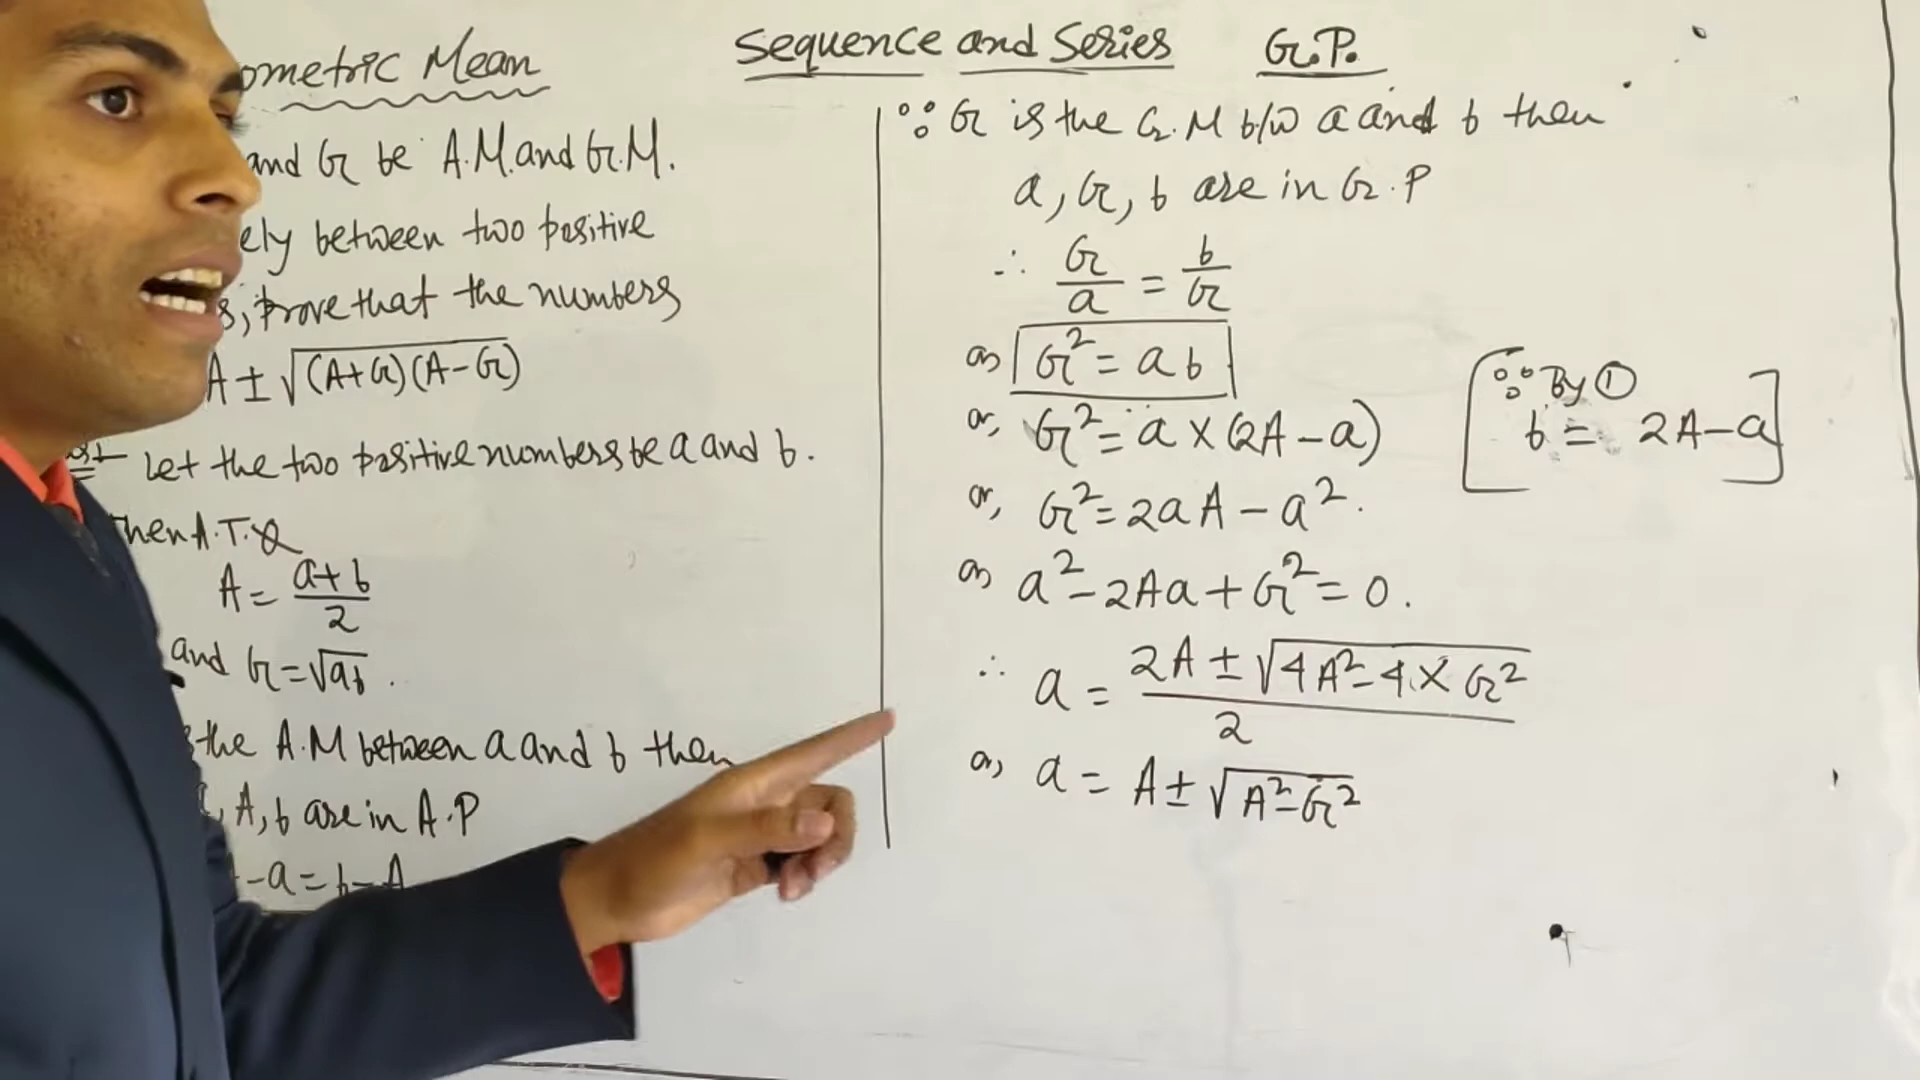 Sequence and Series G.P.
ometric Mean
and G be A.M. and G.M.
ely between two positive
s, prove that the numbers
A ± √(A+G)(A-G)
Let the two positive numbers be a and b.
hen A.T.Q
A = a+b/2
and G = √ab.
the A.M between a and b then
, A, b are in A.P
-a = b-A
∵ G is the G.M b/w a and b then
a, G, b are in G.P
∴ G/a = b/G
or G² = ab
or, G² = a × (2A - a)
[∵ By ①
b = 2A - a]
or, G² = 2aA - a².
or a² - 2Aa + G² = 0.
∴ a = 2A ± √4A² - 4 × G² / 2
or, a = A ± √A² - G²